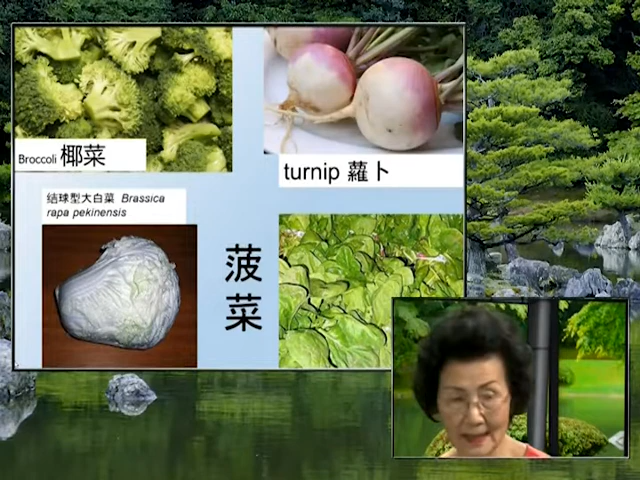 Broccoli 椰菜
turnip 蘿卜
结球型大白菜 Brassica
rapa pekinensis
菠
菜